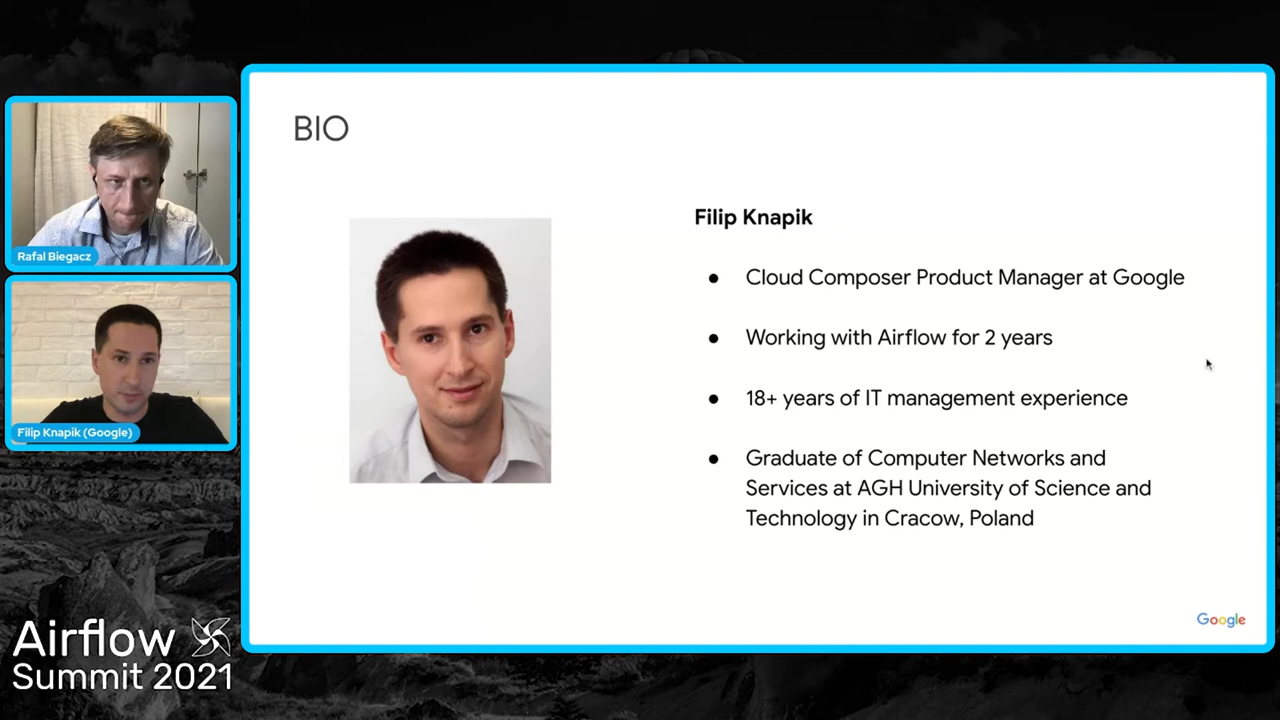 Rafal Biegacz
Filip Knapik (Google)
Airflow
Summit 2021
BIO
Filip Knapik
● Cloud Composer Product Manager at Google
● Working with Airflow for 2 years
● 18+ years of IT management experience
● Graduate of Computer Networks and
Services at AGH University of Science and
Technology in Cracow, Poland
Google